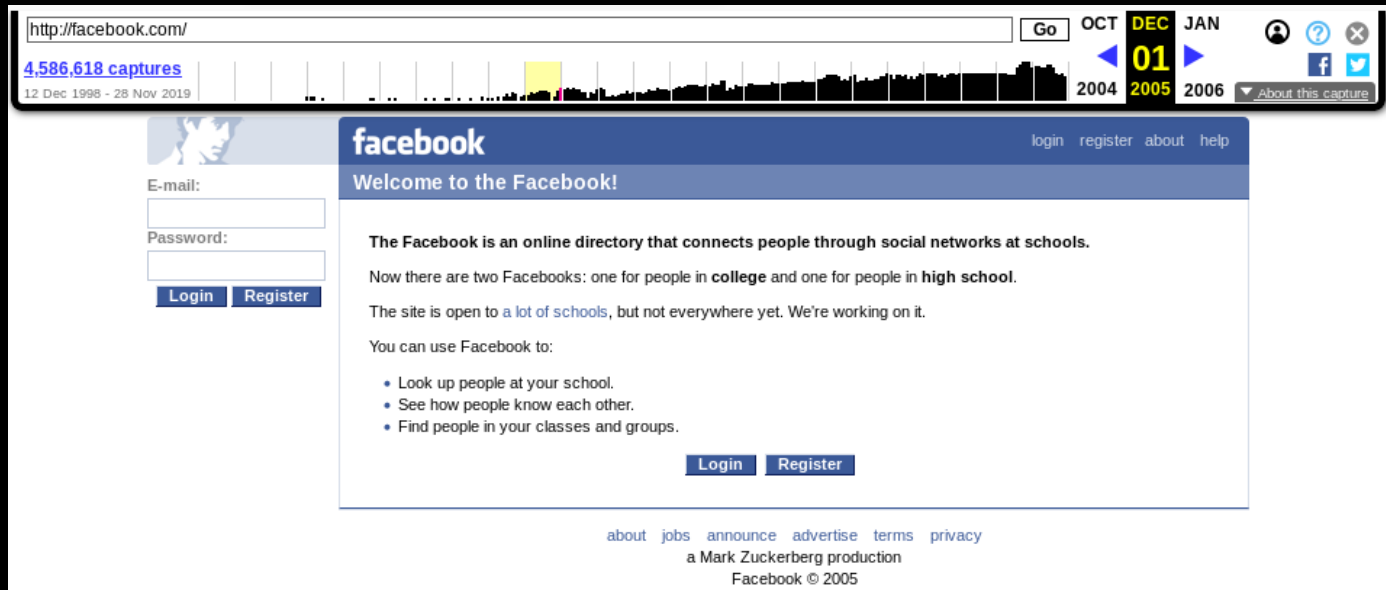 http://facebook.com/
Go
OCT DEC JAN
01
2004 2005 2006
4,586,618 captures
12 Dec 1998 - 28 Nov 2019
About this capture
facebook
login register about help
Welcome to the Facebook!
E-mail:
Password:
Login Register
The Facebook is an online directory that connects people through social networks at schools.
Now there are two Facebooks: one for people in college and one for people in high school.
The site is open to a lot of schools, but not everywhere yet. We're working on it.
You can use Facebook to:
• Look up people at your school.
• See how people know each other.
• Find people in your classes and groups.
Login Register
about jobs announce advertise terms privacy
a Mark Zuckerberg production
Facebook © 2005